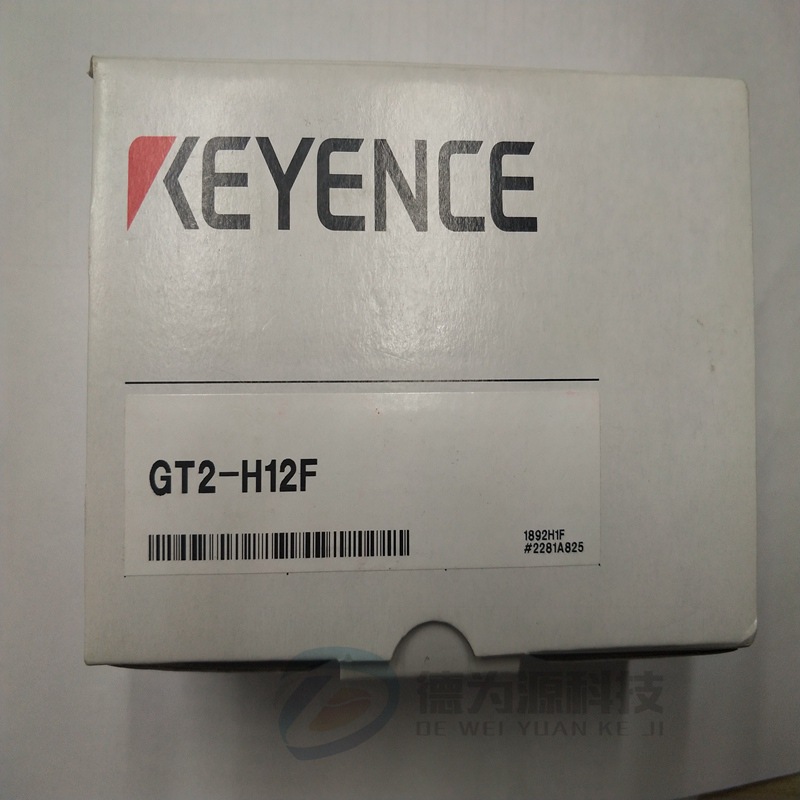 KEYENCE
GT2-H12F
1892H1F
#2281A825
德为源科技
DE WEI YUAN KE JI